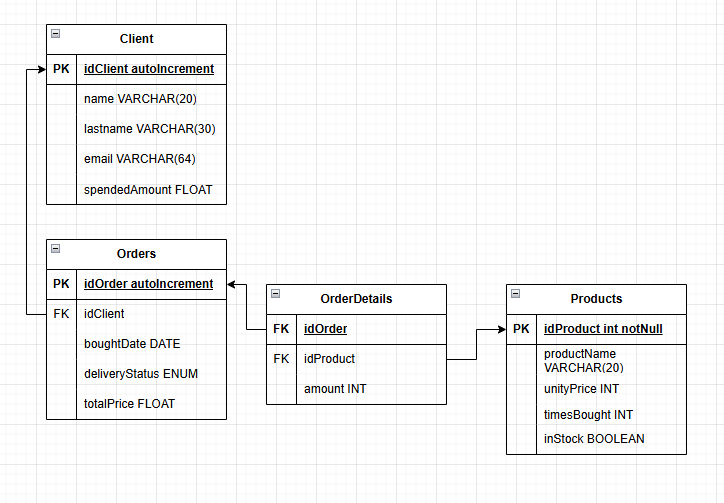 Client
PK idClient autoIncrement
name VARCHAR(20)
lastname VARCHAR(30)
email VARCHAR(64)
spendedAmount FLOAT
Orders
PK idOrder autoIncrement
FK idClient
boughtDate DATE
deliveryStatus ENUM
totalPrice FLOAT
OrderDetails
FK idOrder
FK idProduct
amount INT
Products
PK idProduct int notNull
productName
VARCHAR(20)
unityPrice INT
timesBought INT
inStock BOOLEAN